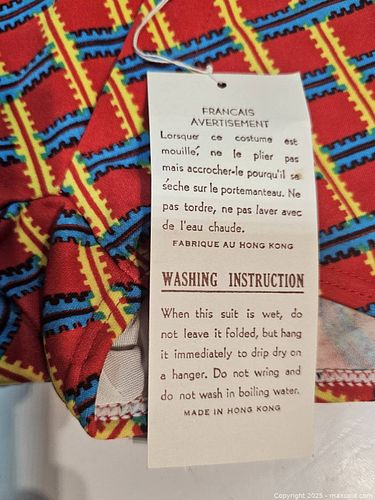 FRANCAIS
AVERTISEMENT
Lorsque ce costume est
mouillé, ne le plier pas
mais accrocher-le pourqu'il se
séche sur le portemanteau. Ne
pas tordre, ne pas laver avec
de l'eau chaude.
FABRIQUE AU HONG KONG
WASHING INSTRUCTION
When this suit is wet, do
not leave it folded, but hang
it immediately to drip dry on
a hanger. Do not wring and
do not wash in boiling water.
MADE IN HONG KONG
Copyright 2025 - maxsold.com